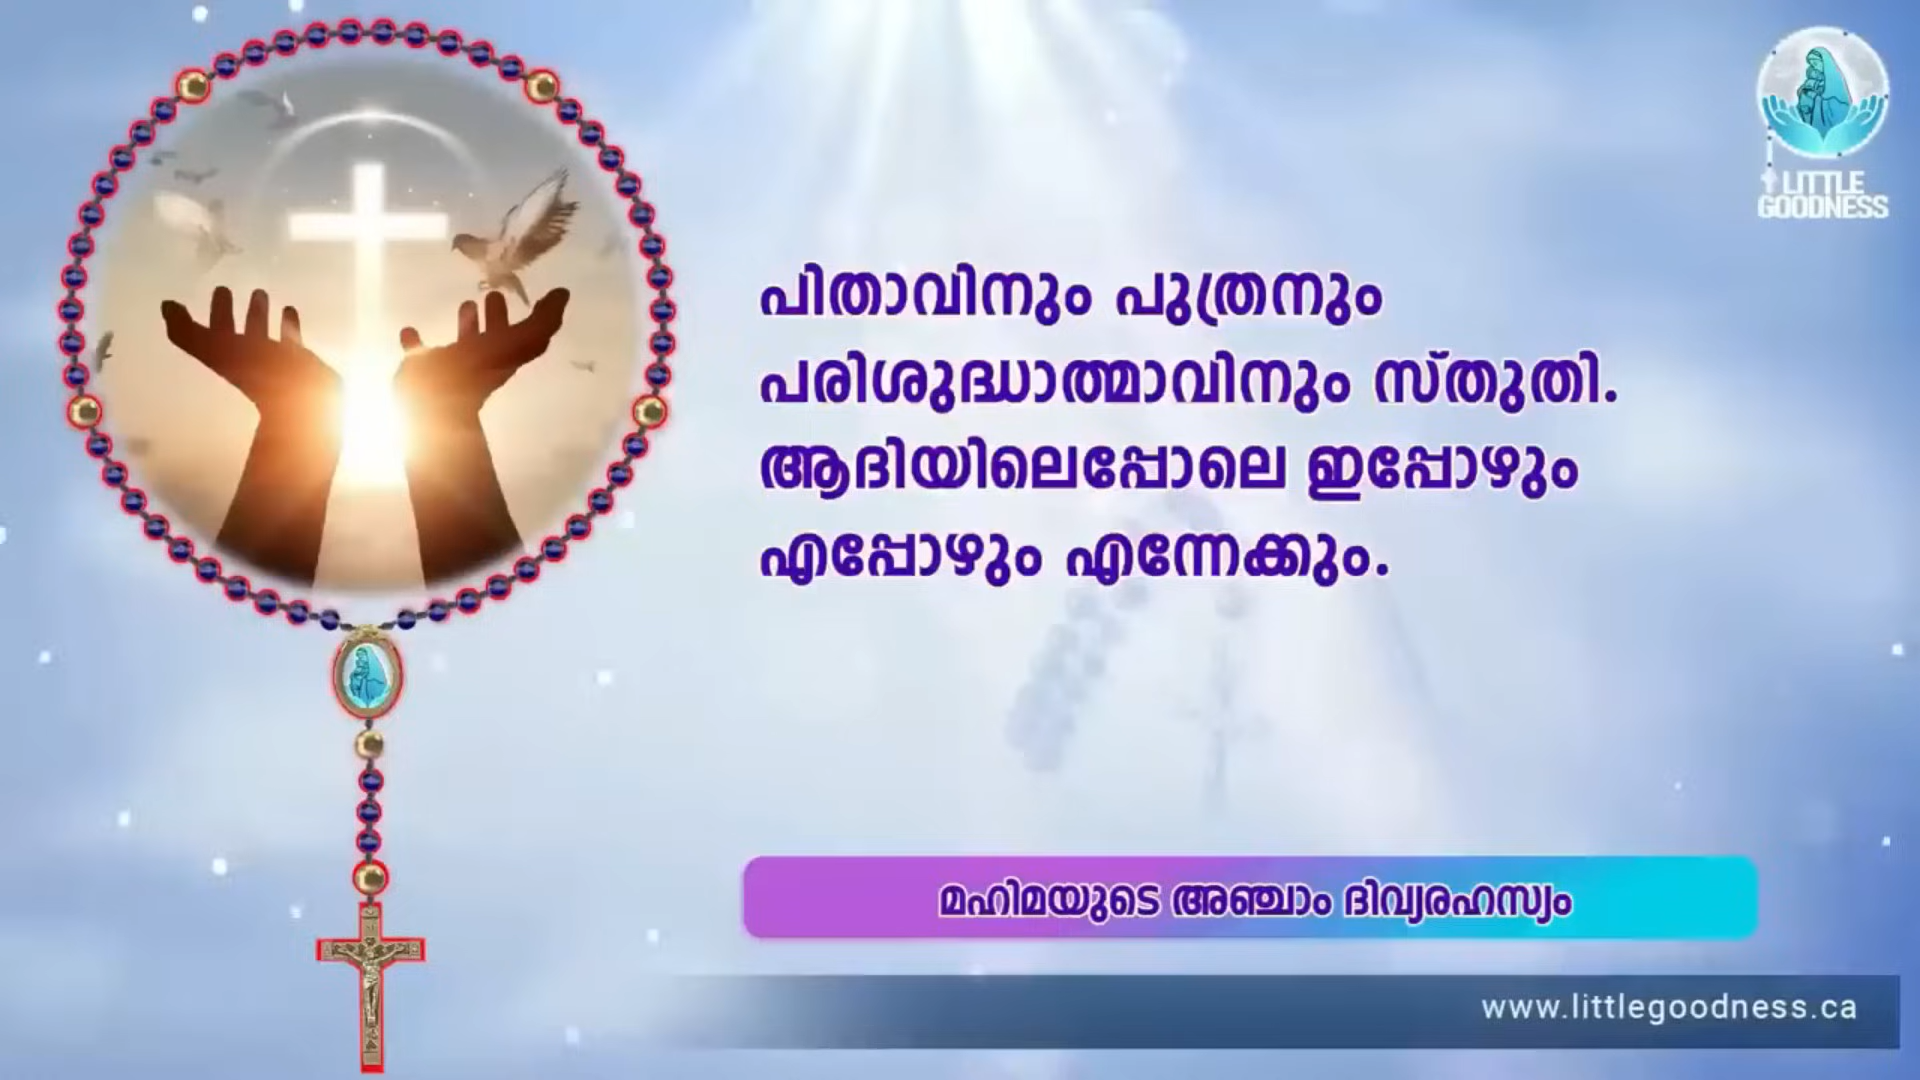 LITTLE
GOODNESS
പിതാവിനും പുത്രനും
പരിശുദ്ധാത്മാവിനും സ്തുതി.
ആദിയിലെപ്പോലെ ഇപ്പോഴും
എപ്പോഴും എന്നേക്കും.
മഹിമയുടെ അഞ്ചാം ദിവ്യരഹസ്യം
www.littlegoodness.ca